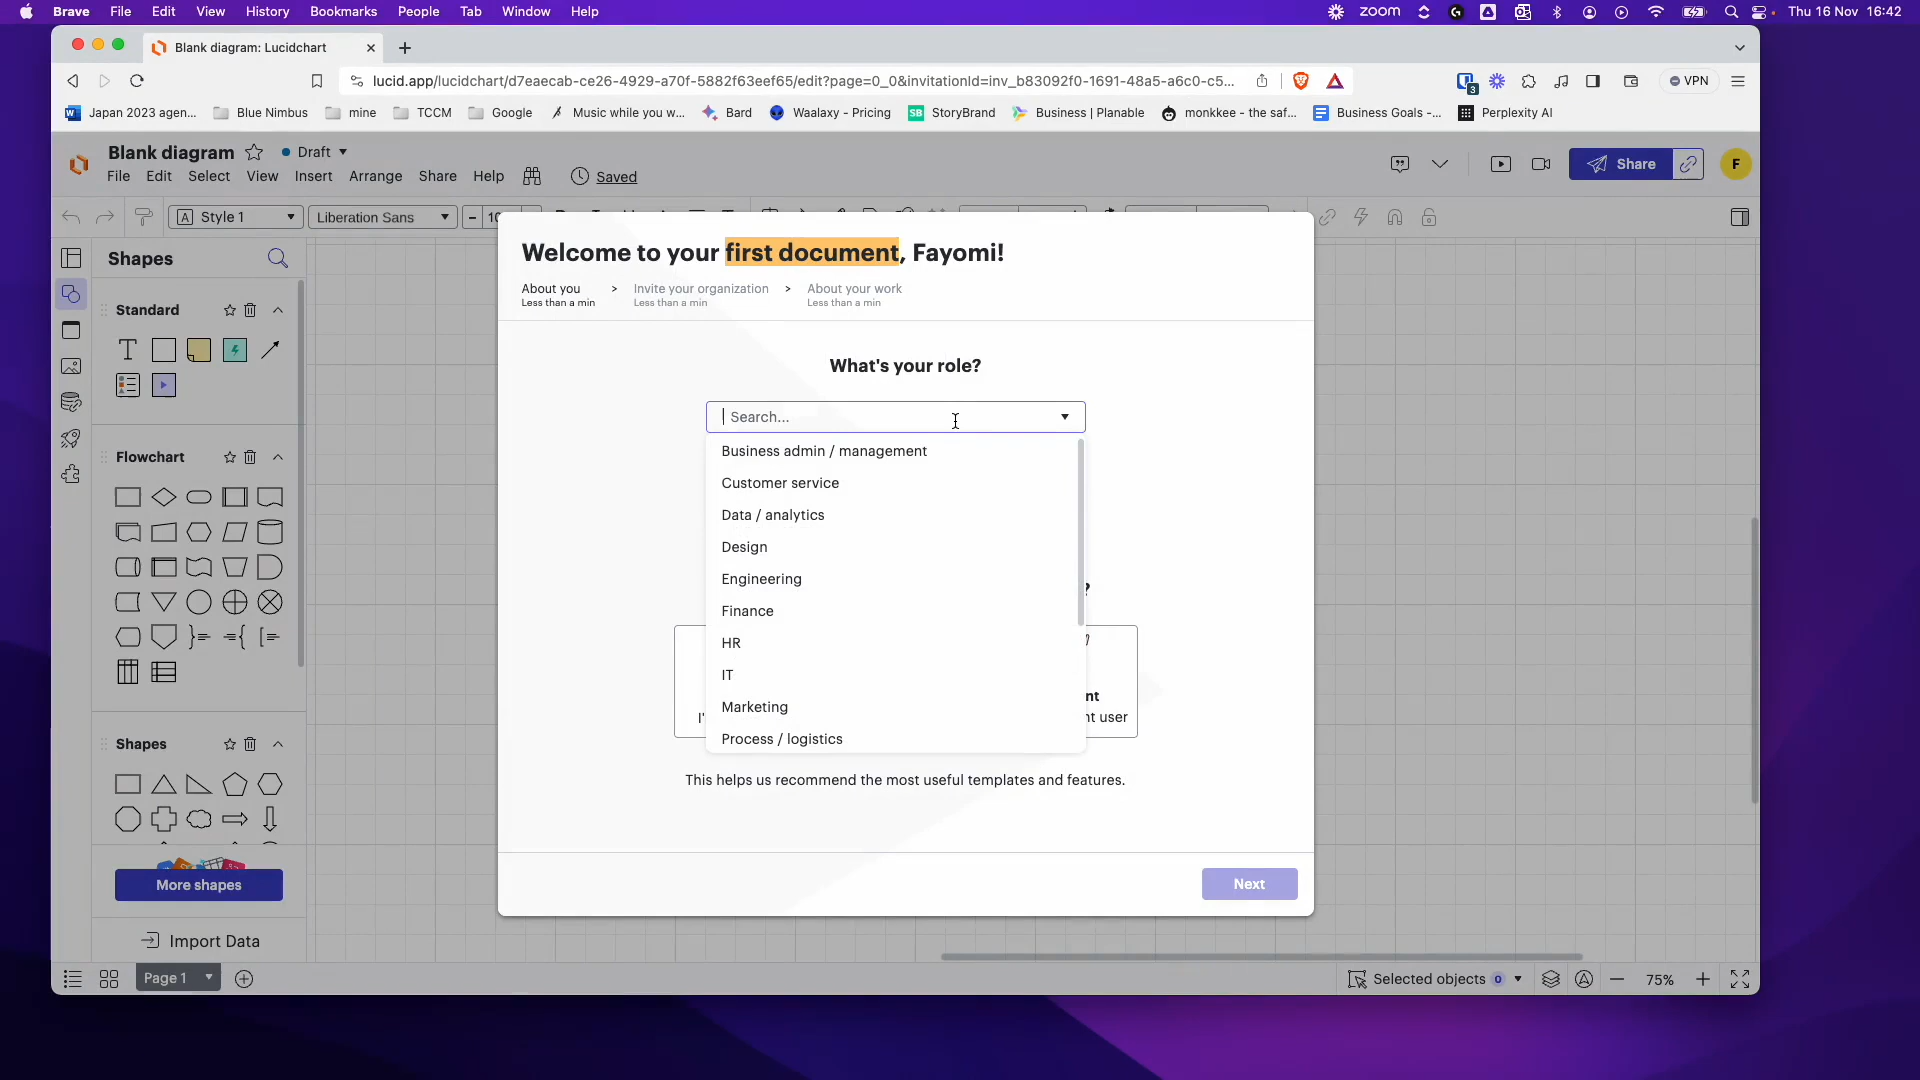 Brave File Edit View History Bookmarks People Tab Window Help
zoom
Thu 16 Nov 16:42
Blank diagram: Lucidchart
lucid.app/lucidchart/d7eaecab-ce26-4929-a70f-5882f63eef65/edit?page=0_0&invitationId=inv_b83092f0-1691-48a5-a6c0-c5...
3
VPN
Japan 2023 agen... Blue Nimbus mine TCCM Google Music while you w... Bard Waalaxy - Pricing SB StoryBrand Business | Planable monkkee - the saf... Business Goals -... Perplexity AI
Blank diagram Draft
File Edit Select View Insert Arrange Share Help Saved
Share
F
A Style 1 Liberation Sans
Shapes
Standard
T
Flowchart
Shapes
More shapes
Import Data
Welcome to your first document, Fayomi!
About you > Invite your organization > About your work
Less than a min Less than a min Less than a min
What's your role?
Search...
Business admin / management
Customer service
Data / analytics
Design
Engineering
?
Finance
HR
IT
nt
Marketing
I'
nt user
Process / logistics
This helps us recommend the most useful templates and features.
Next
Page 1
Selected objects 0
75%